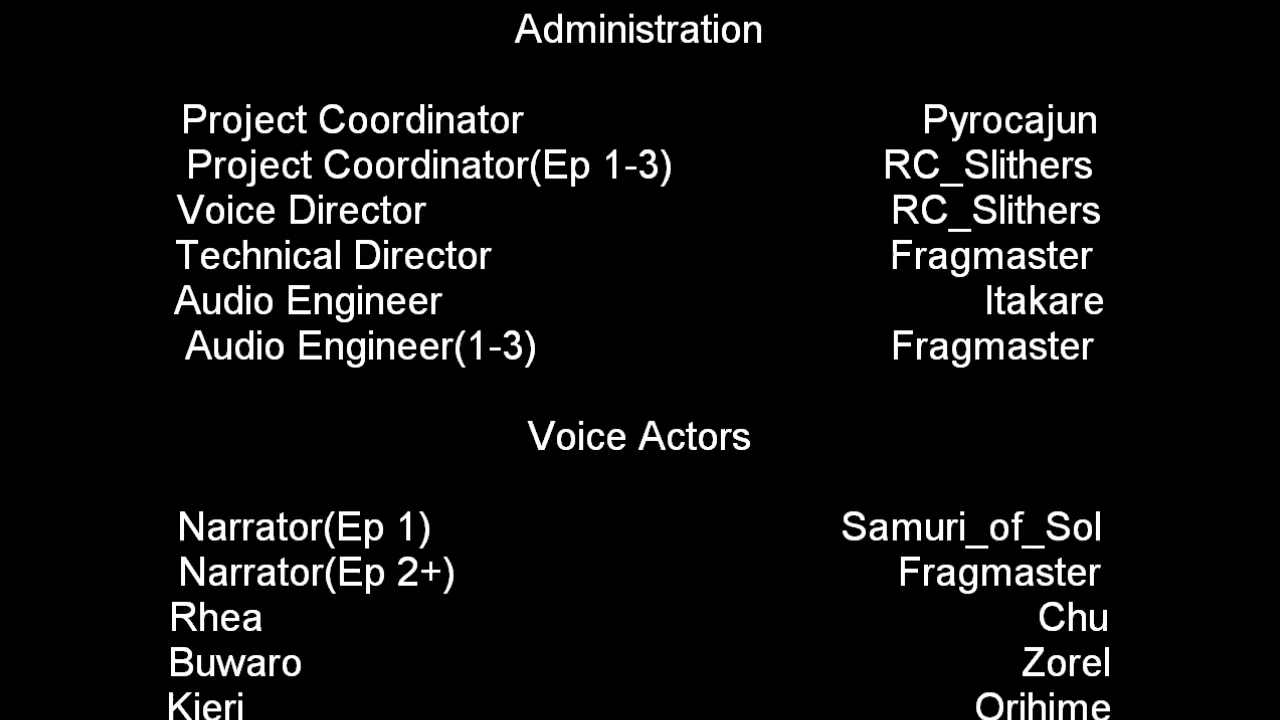 Administration
Project Coordinator Pyrocajun
Project Coordinator(Ep 1-3) RC_Slithers
Voice Director RC_Slithers
Technical Director Fragmaster
Audio Engineer Itakare
Audio Engineer(1-3) Fragmaster
Voice Actors
Narrator(Ep 1) Samuri_of_Sol
Narrator(Ep 2+) Fragmaster
Rhea Chu
Buwaro Zorel
Kieri Orihime